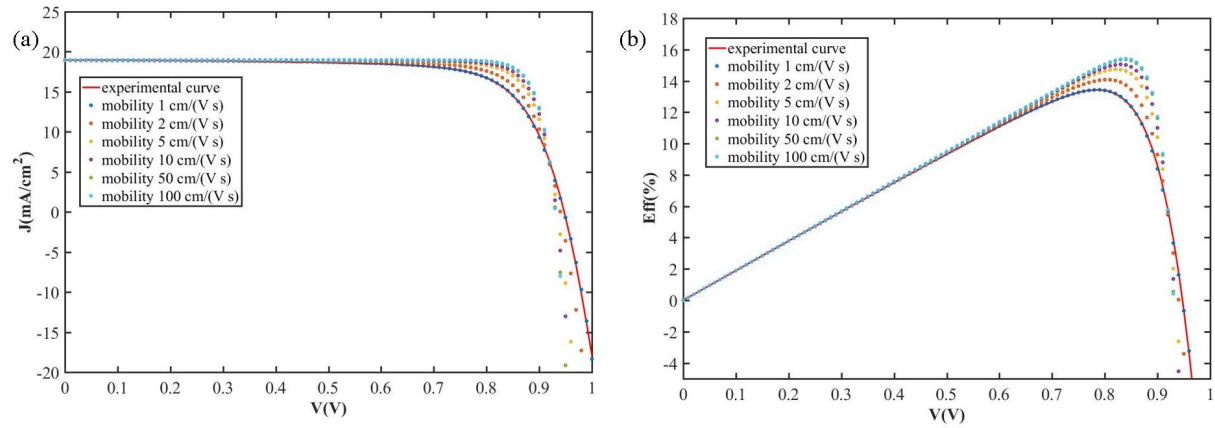 (a)
25
20
15
10
5
0
-5
-10
-15
-20
J(mA/cm²)
experimental curve
mobility 1 cm/(V s)
mobility 2 cm/(V s)
mobility 5 cm/(V s)
mobility 10 cm/(V s)
mobility 50 cm/(V s)
mobility 100 cm/(V s)
0 0.1 0.2 0.3 0.4 0.5 0.6 0.7 0.8 0.9 1
V(V)
(b)
18
16
14
12
10
8
6
4
2
0
-2
-4
Eff(%)
experimental curve
mobility 1 cm/(V s)
mobility 2 cm/(V s)
mobility 5 cm/(V s)
mobility 10 cm/(V s)
mobility 50 cm/(V s)
mobility 100 cm/(V s)
0 0.1 0.2 0.3 0.4 0.5 0.6 0.7 0.8 0.9 1
V(V)